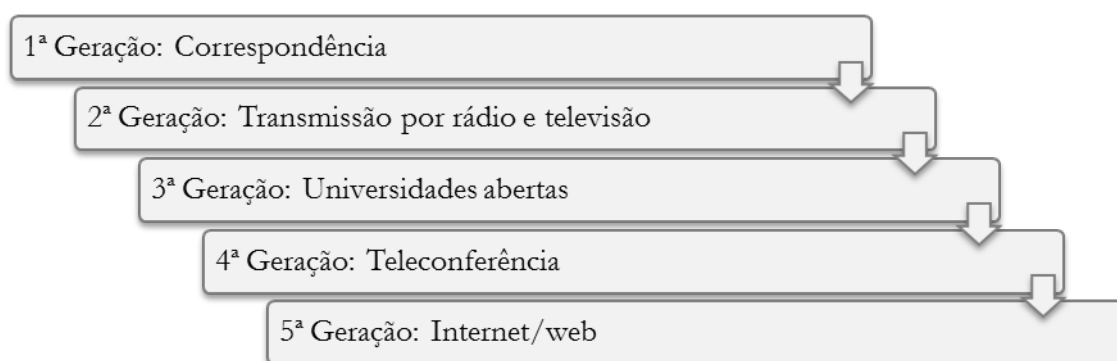 1ª Geração: Correspondência
2ª Geração: Transmissão por rádio e televisão
3ª Geração: Universidades abertas
4ª Geração: Teleconferência
5ª Geração: Internet/web